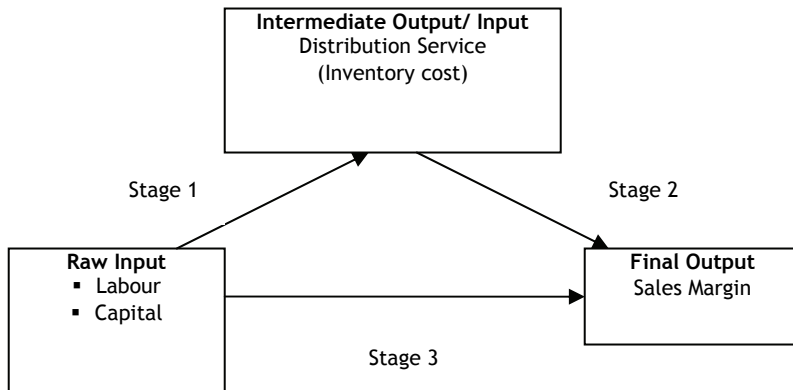 Intermediate Output/ Input
Distribution Service
(Inventory cost)
Stage 1
Stage 2
Raw Input
▪ Labour
▪ Capital
Final Output
Sales Margin
Stage 3